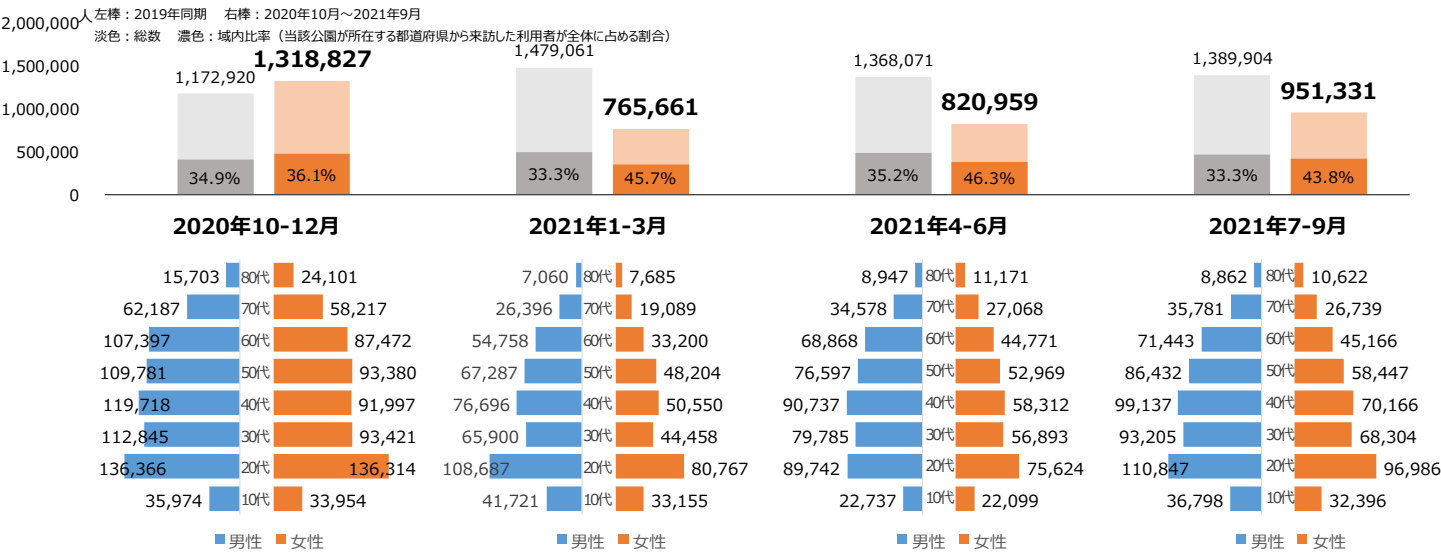 人 左棒：2019年同期　右棒：2020年10月～2021年9月
淡色：総数　濃色：域内比率（当該公園が所在する都道府県から来訪した利用者が全体に占める割合）
2,000,000
1,500,000
1,000,000
500,000
0
1,172,920 1,318,827 1,479,061 765,661 1,368,071 820,959 1,389,904 951,331
34.9% 36.1% 33.3% 45.7% 35.2% 46.3% 33.3% 43.8%
2020年10-12月 2021年1-3月 2021年4-6月 2021年7-9月
15,703 80代 24,101 7,060 80代 7,685 8,947 80代 11,171 8,862 80代 10,622
62,187 70代 58,217 26,396 70代 19,089 34,578 70代 27,068 35,781 70代 26,739
107,397 60代 87,472 54,758 60代 33,200 68,868 60代 44,771 71,443 60代 45,166
109,781 50代 93,380 67,287 50代 48,204 76,597 50代 52,969 86,432 50代 58,447
119,718 40代 91,997 76,696 40代 50,550 90,737 40代 58,312 99,137 40代 70,166
112,845 30代 93,421 65,900 30代 44,458 79,785 30代 56,893 93,205 30代 68,304
136,366 20代 136,314 108,687 20代 80,767 89,742 20代 75,624 110,847 20代 96,986
35,974 10代 33,954 41,721 10代 33,155 22,737 10代 22,099 36,798 10代 32,396
男性 女性 男性 女性 男性 女性 男性 女性